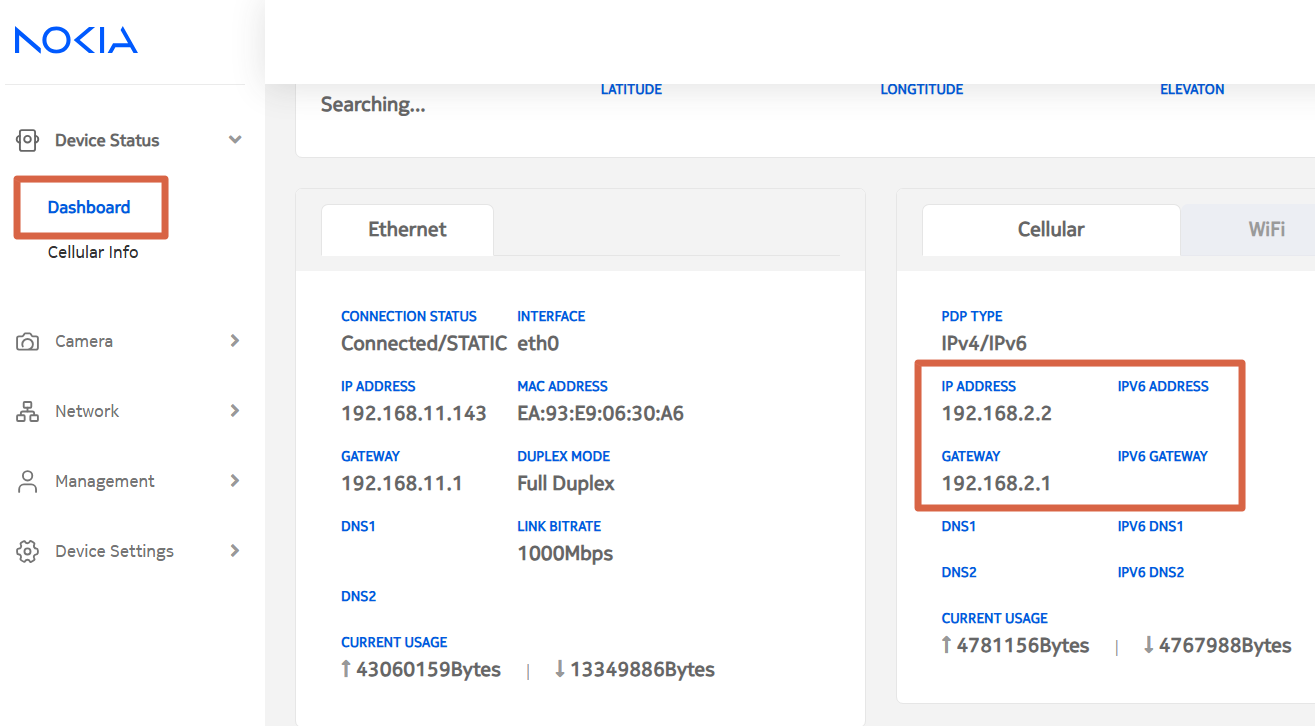 NOKIA
Device Status
Dashboard
Cellular Info
Camera
Network
Management
Device Settings
LATITUDE LONGTITUDE ELEVATON
Searching...
Ethernet
CONNECTION STATUS INTERFACE
Connected/STATIC eth0
IP ADDRESS MAC ADDRESS
192.168.11.143 EA:93:E9:06:30:A6
GATEWAY DUPLEX MODE
192.168.11.1 Full Duplex
DNS1 LINK BITRATE
1000Mbps
DNS2
CURRENT USAGE
↑43060159Bytes | ↓13349886Bytes
Cellular WiFi
PDP TYPE
IPv4/IPv6
IP ADDRESS IPV6 ADDRESS
192.168.2.2
GATEWAY IPV6 GATEWAY
192.168.2.1
DNS1 IPV6 DNS1
DNS2 IPV6 DNS2
CURRENT USAGE
↑4781156Bytes | ↓4767988Bytes